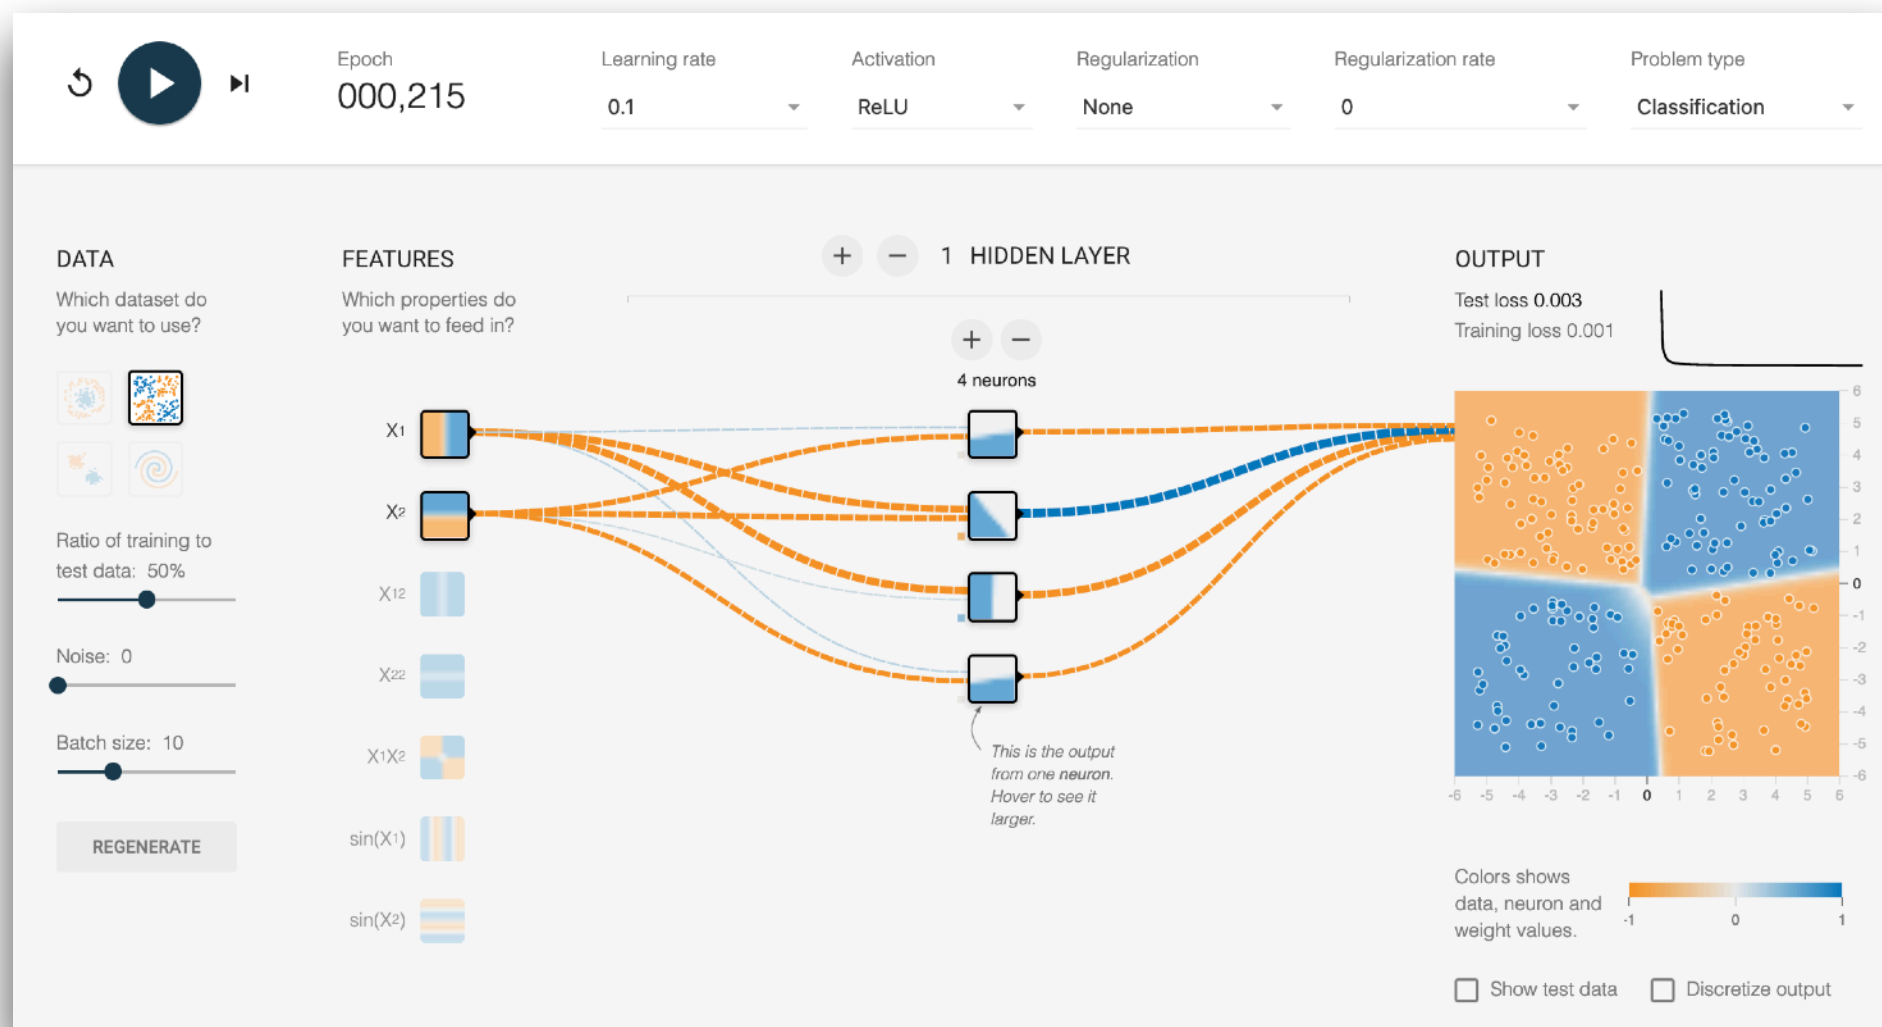 Epoch
000,215
Learning rate
0.1
Activation
ReLU
Regularization
None
Regularization rate
0
Problem type
Classification
DATA
Which dataset do
you want to use?
Ratio of training to
test data: 50%
Noise: 0
Batch size: 10
REGENERATE
FEATURES
Which properties do
you want to feed in?
X1
X2
X12
X22
X1X2
sin(X1)
sin(X2)
+ − 1 HIDDEN LAYER
+ −
4 neurons
This is the output
from one neuron.
Hover to see it
larger.
OUTPUT
Test loss 0.003
Training loss 0.001
6
5
4
3
2
1
0
-1
-2
-3
-4
-5
-6
-6 -5 -4 -3 -2 -1 0 1 2 3 4 5 6
Colors shows
data, neuron and
weight values.
-1 0 1
Show test data
Discretize output